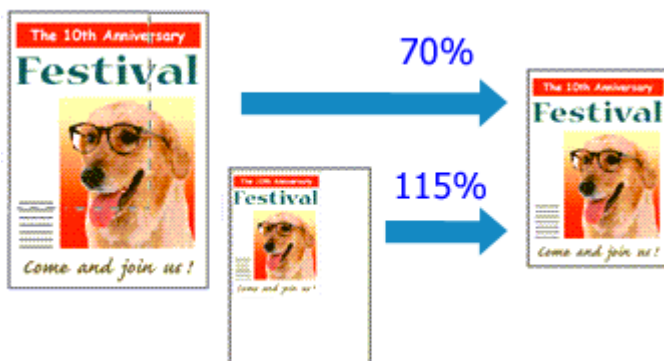 The 10th Anniversary
Festival
Come and join us!
70%
The 10th Anniversary
Festival
Come and join us!
115%
The 10th Anniversary
Festival
Come and join us!